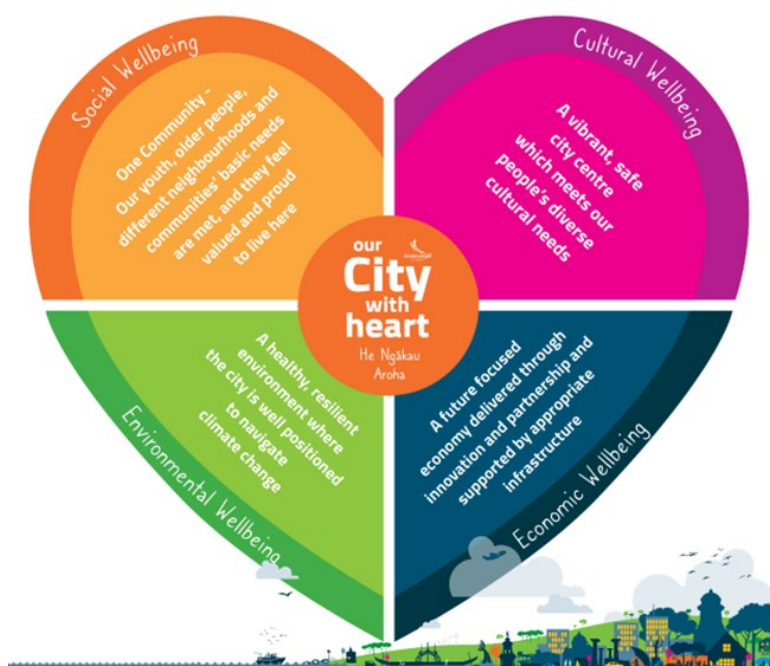 Social Wellbeing
One Community -
Our youth, older people,
different neighbourhoods and
communities' basic needs
are met, and they feel
valued and proud
to live here
Cultural Wellbeing
A vibrant, safe
city centre
which meets our
people's diverse
cultural needs
our
City
with
heart
He Ngākau
Aroha
Environmental Wellbeing
A healthy, resilient
environment where
the city is well positioned
to navigate
climate change
Economic Wellbeing
A future focused
economy delivered through
innovation and partnership and
supported by appropriate
infrastructure